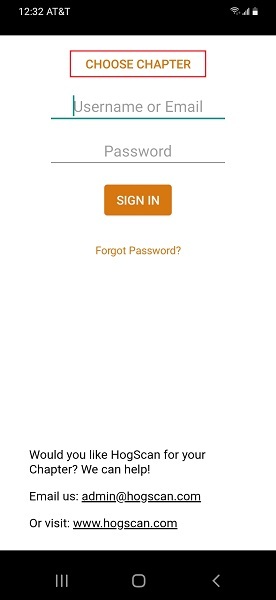 12:32 AT&T
CHOOSE CHAPTER
Username or Email
Password
SIGN IN
Forgot Password?
Would you like HogScan for your
Chapter? We can help!
Email us: admin@hogscan.com
Or visit: www.hogscan.com